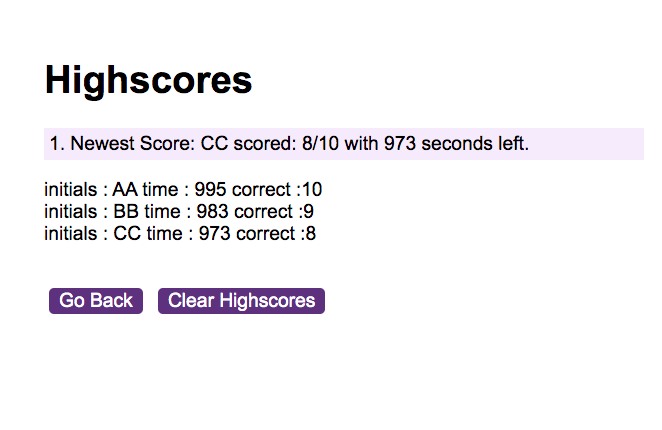 Highscores
1. Newest Score: CC scored: 8/10 with 973 seconds left.
initials : AA time : 995 correct :10
initials : BB time : 983 correct :9
initials : CC time : 973 correct :8
Go Back Clear Highscores